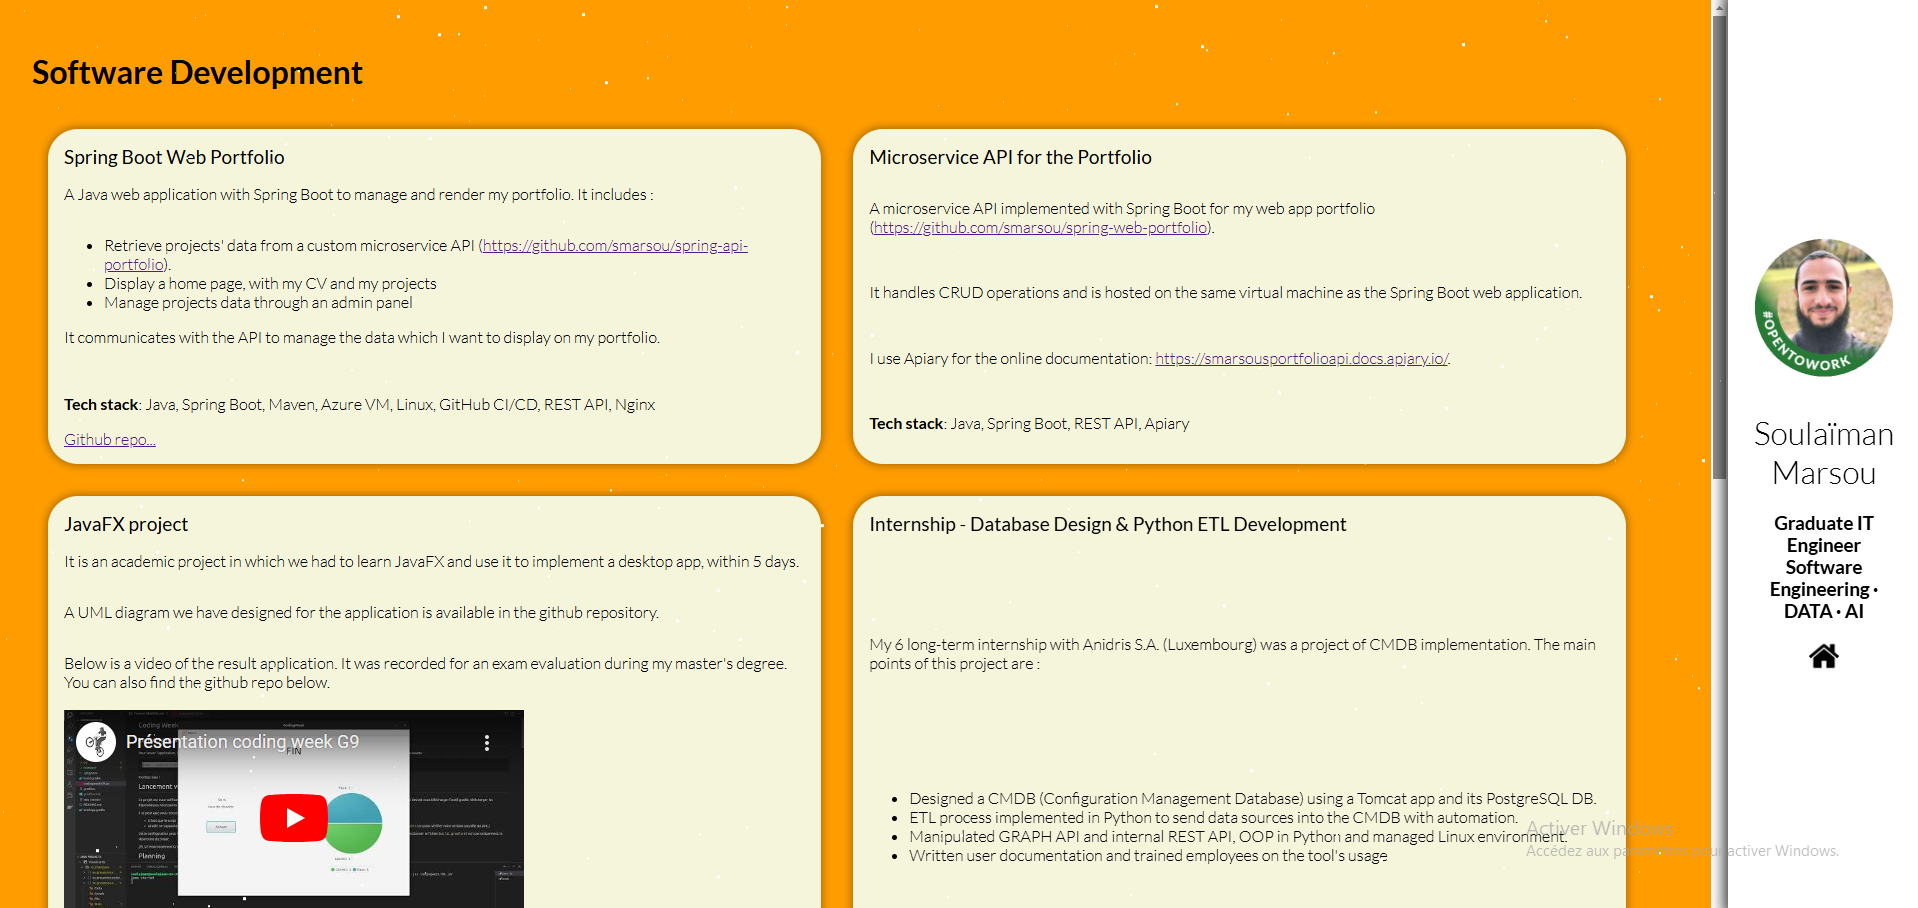 Software Development
Spring Boot Web Portfolio
A Java web application with Spring Boot to manage and render my portfolio. It includes :
Retrieve projects' data from a custom microservice API (https://github.com/smarsou/spring-api-
portfolio).
Display a home page, with my CV and my projects
Manage projects data through an admin panel
It communicates with the API to manage the data which I want to display on my portfolio.
Tech stack: Java, Spring Boot, Maven, Azure VM, Linux, GitHub CI/CD, REST API, Nginx
Github repo...
Microservice API for the Portfolio
A microservice API implemented with Spring Boot for my web app portfolio
(https://github.com/smarsou/spring-web-portfolio).
It handles CRUD operations and is hosted on the same virtual machine as the Spring Boot web application.
I use Apiary for the online documentation: https://smarsousportfolioapi.docs.apiary.io/.
Tech stack: Java, Spring Boot, REST API, Apiary
JavaFX project
It is an academic project in which we had to learn JavaFX and use it to implement a desktop app, within 5 days.
A UML diagram we have designed for the application is available in the github repository.
Below is a video of the result application. It was recorded for an exam evaluation during my master's degree.
You can also find the github repo below.
Présentation coding week G9
FIN
Planning
Internship - Database Design & Python ETL Development
My 6 long-term internship with Anidris S.A. (Luxembourg) was a project of CMDB implementation. The main
points of this project are :
Designed a CMDB (Configuration Management Database) using a Tomcat app and its PostgreSQL DB.
ETL process implemented in Python to send data sources into the CMDB with automation.
Manipulated GRAPH API and internal REST API, OOP in Python and managed Linux environment.
Written user documentation and trained employees on the tool's usage
#OPENTOWORK
Soulaïman
Marsou
Graduate IT
Engineer
Software
Engineering ·
DATA · AI
Activer Windows
Accédez aux paramètres pour activer Windows.